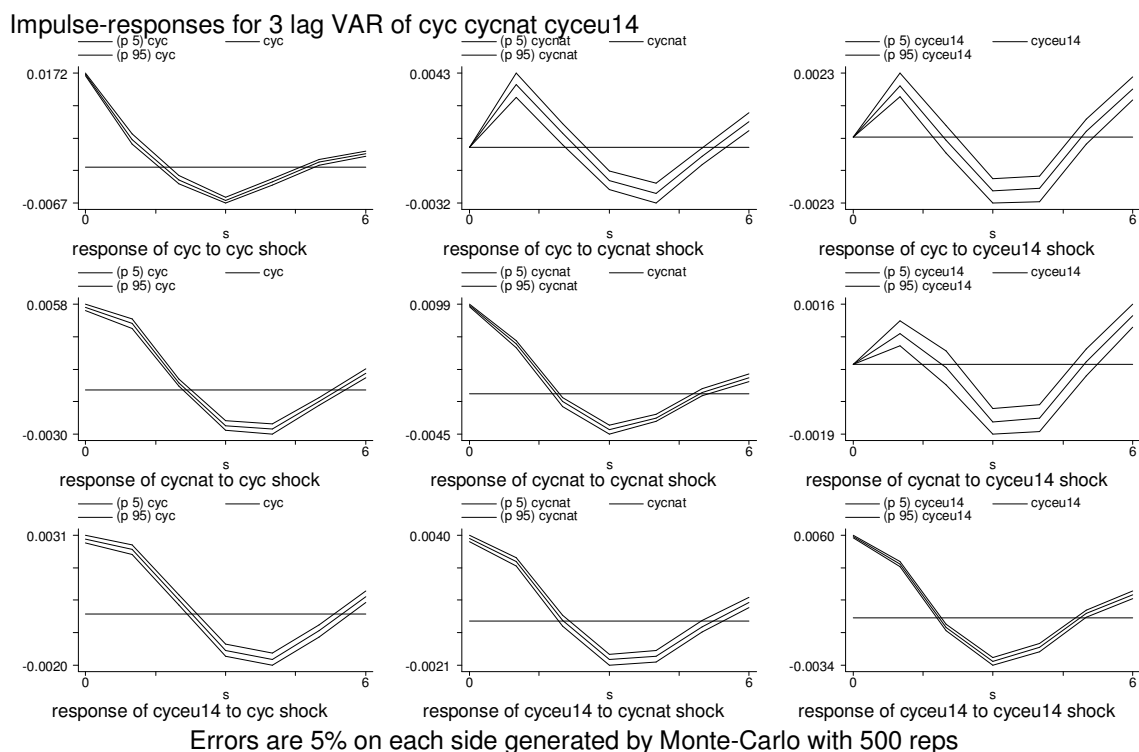 Impulse-responses for 3 lag VAR of cyc cycnat cyceu14
(p 5) cyc cyc
(p 95) cyc
0.0172
-0.0067
0 6
s
response of cyc to cyc shock
(p 5) cycnat cycnat
(p 95) cycnat
0.0043
-0.0032
0 6
s
response of cyc to cycnat shock
(p 5) cyceu14 cyceu14
(p 95) cyceu14
0.0023
-0.0023
0 6
s
response of cyc to cyceu14 shock
(p 5) cyc cyc
(p 95) cyc
0.0058
-0.0030
0 6
s
response of cycnat to cyc shock
(p 5) cycnat cycnat
(p 95) cycnat
0.0099
-0.0045
0 6
s
response of cycnat to cycnat shock
(p 5) cyceu14 cyceu14
(p 95) cyceu14
0.0016
-0.0019
0 6
s
response of cycnat to cyceu14 shock
(p 5) cyc cyc
(p 95) cyc
0.0031
-0.0020
0 6
s
response of cyceu14 to cyc shock
(p 5) cycnat cycnat
(p 95) cycnat
0.0040
-0.0021
0 6
s
response of cyceu14 to cycnat shock
(p 5) cyceu14 cyceu14
(p 95) cyceu14
0.0060
-0.0034
0 6
s
response of cyceu14 to cyceu14 shock
Errors are 5% on each side generated by Monte-Carlo with 500 reps